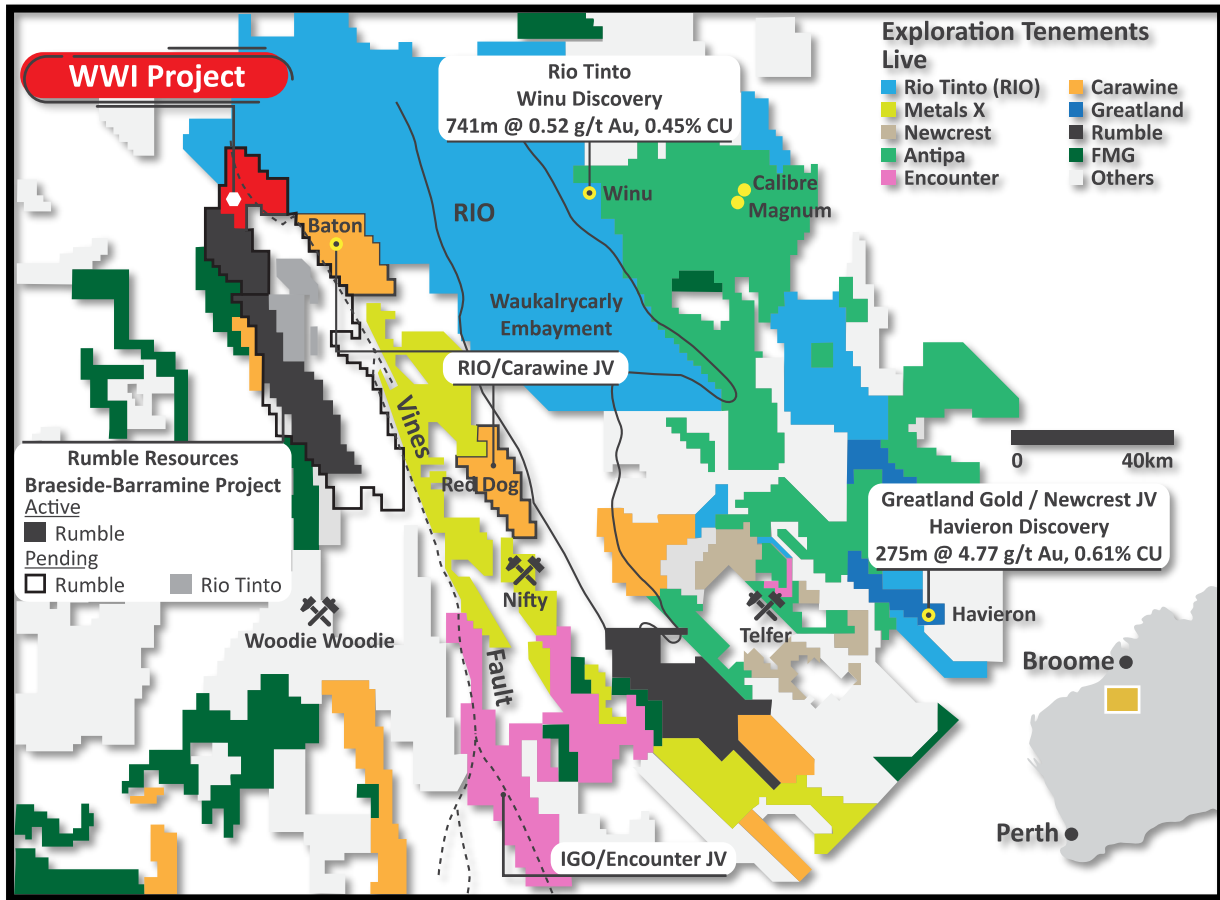 WWI Project
Rio Tinto
Winu Discovery
741m @ 0.52 g/t Au, 0.45% CU
Exploration Tenements
Live
Rio Tinto (RIO)
Metals X
Newcrest
Antipa
Encounter
Carawine
Greatland
Rumble
FMG
Others
Winu
Calibre
Magnum
RIO
Baton
Waukalrycarly
Embayment
RIO/Carawine JV
Vines
Red Dog
0 40km
Rumble Resources
Braeside-Barramine Project
Active
Rumble
Pending
Rumble
Rio Tinto
Greatland Gold / Newcrest JV
Havieron Discovery
275m @ 4.77 g/t Au, 0.61% CU
Nifty
Woodie Woodie
Telfer
Havieron
Fault
Broome
Perth
IGO/Encounter JV